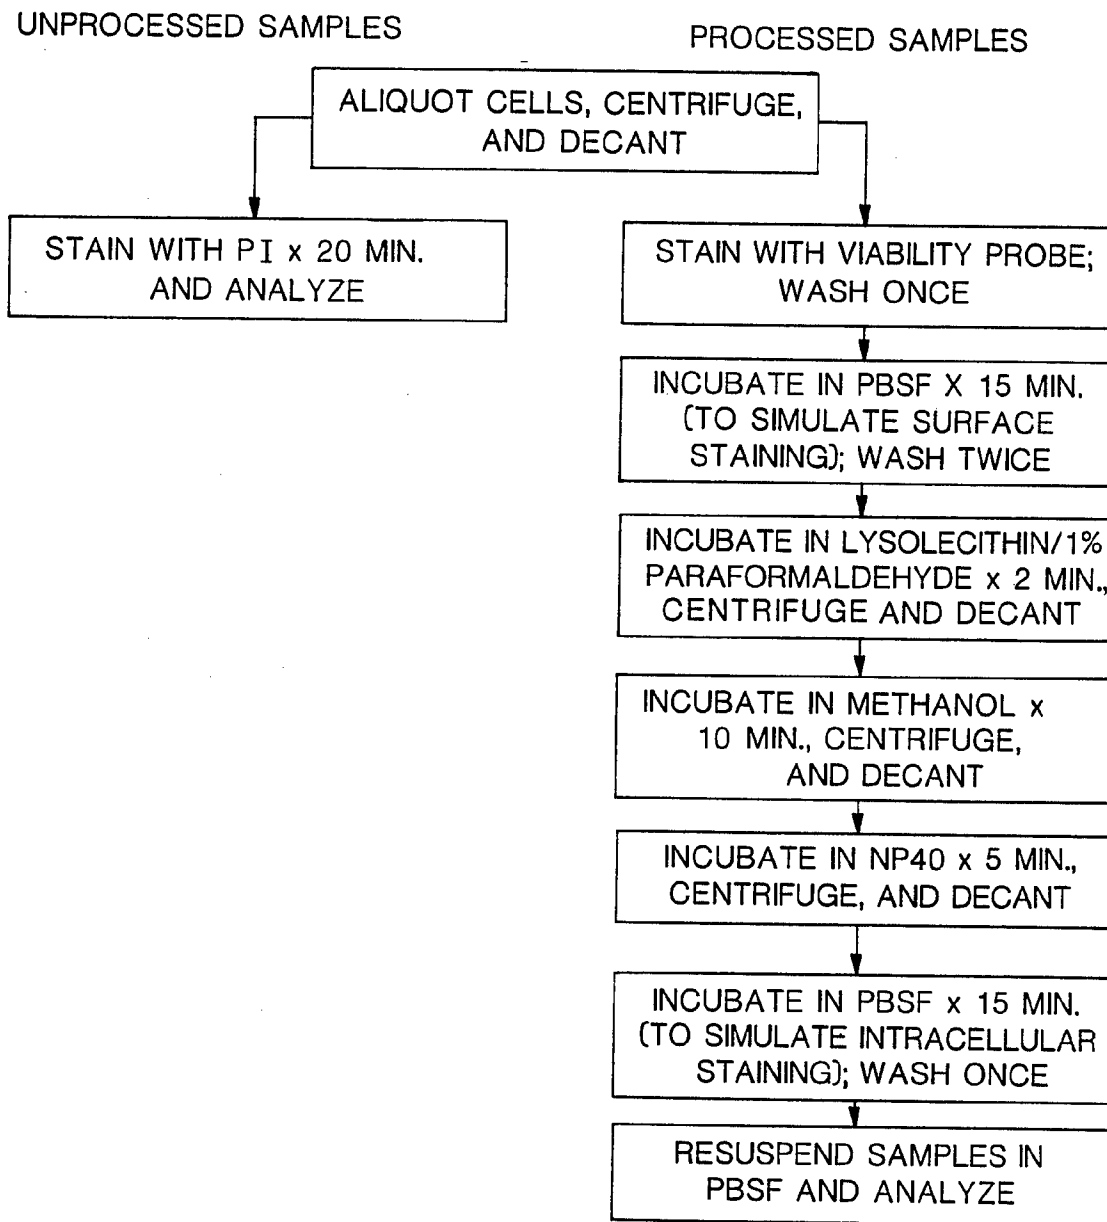 UNPROCESSED SAMPLES
PROCESSED SAMPLES
ALIQUOT CELLS, CENTRIFUGE,
AND DECANT
STAIN WITH PI x 20 MIN.
AND ANALYZE
STAIN WITH VIABILITY PROBE;
WASH ONCE
INCUBATE IN PBSF X 15 MIN.
(TO SIMULATE SURFACE
STAINING); WASH TWICE
INCUBATE IN LYSOLECITHIN/1%
PARAFORMALDEHYDE x 2 MIN.,
CENTRIFUGE AND DECANT
INCUBATE IN METHANOL x
10 MIN., CENTRIFUGE,
AND DECANT
INCUBATE IN NP40 x 5 MIN.,
CENTRIFUGE, AND DECANT
INCUBATE IN PBSF x 15 MIN.
(TO SIMULATE INTRACELLULAR
STAINING); WASH ONCE
RESUSPEND SAMPLES IN
PBSF AND ANALYZE